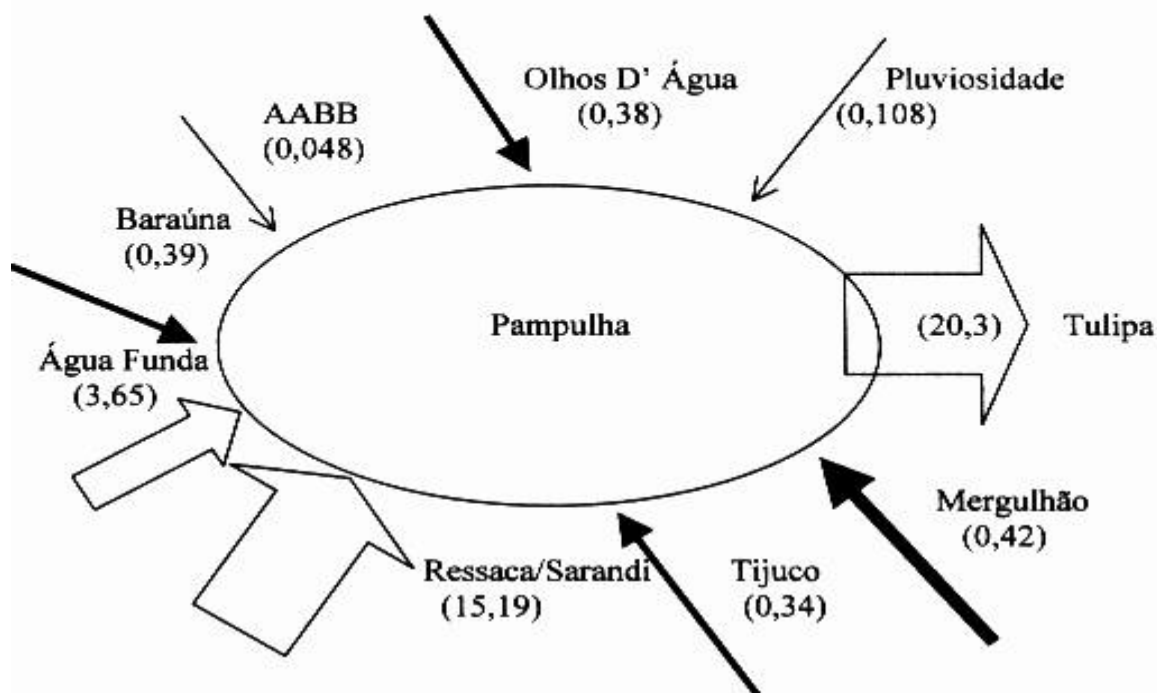 Olhos D' Água
(0,38)
Pluviosidade
(0,108)
AABB
(0,048)
Baraúna
(0,39)
Pampulha
(20,3)
Tulipa
Água Funda
(3,65)
Mergulhão
(0,42)
Ressaca/Sarandi
(15,19)
Tijuco
(0,34)